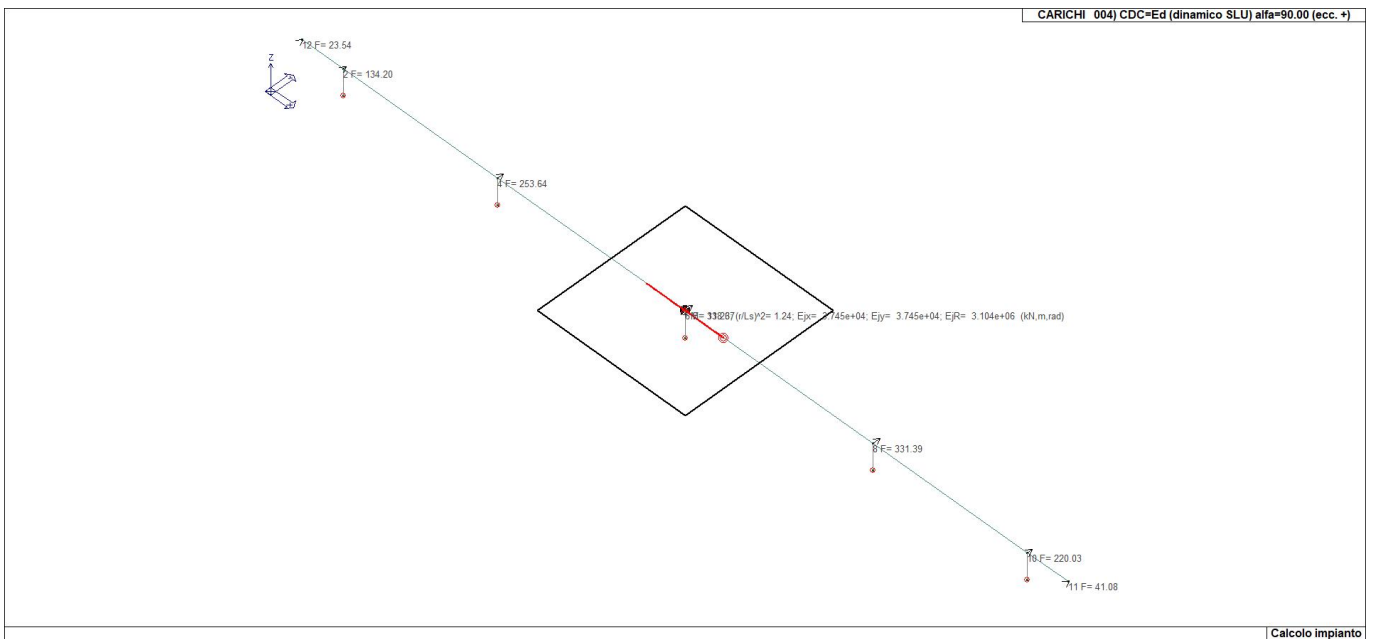 CARICHI 004) CDC=Ed (dinamico SLU) alfa=90.00 (ecc. +)
12 F= 23.54
Z
2 F= 134.20
4 F= 253.64
(r/Ls)^2= 1.24; Ejx= 3.745e+04; Ejy= 3.745e+04; EjR= 3.104e+06 (kN,m,rad)
8 F= 331.39
10 F= 220.03
11 F= 41.08
Calcolo impianto